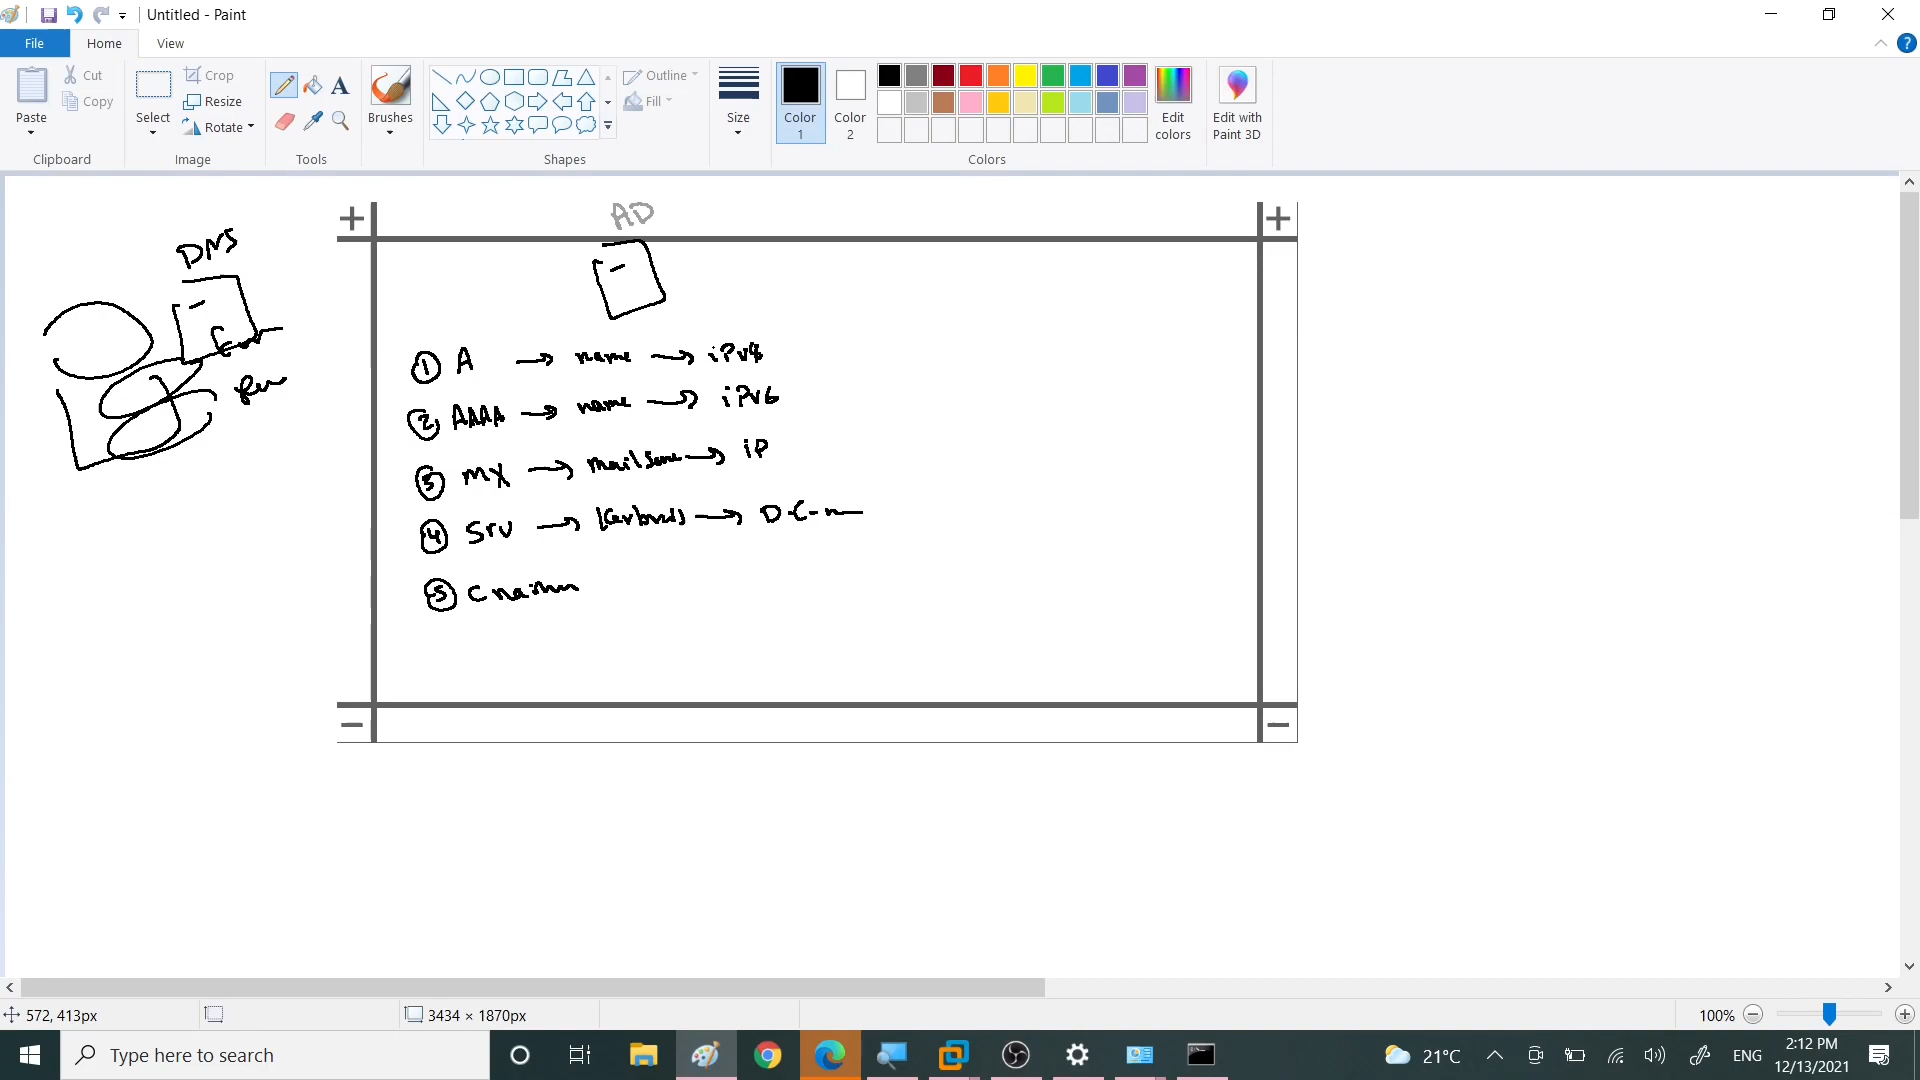 Untitled - Paint
File
Home
View
Paste
Cut
Copy
Clipboard
Select
Crop
Resize
Rotate
Image
Tools
Brushes
Shapes
Outline
Fill
Size
Color 1
Color 2
Colors
Edit colors
Edit with Paint 3D
AD
DNS
① A → name → iPv4
② AAAA → name → iPv6
③ MX → mail → iP
④ Srv → → D-C-
⑤
572, 413px
3434 × 1870px
100%
Type here to search
21°C
ENG
2:12 PM
12/13/2021